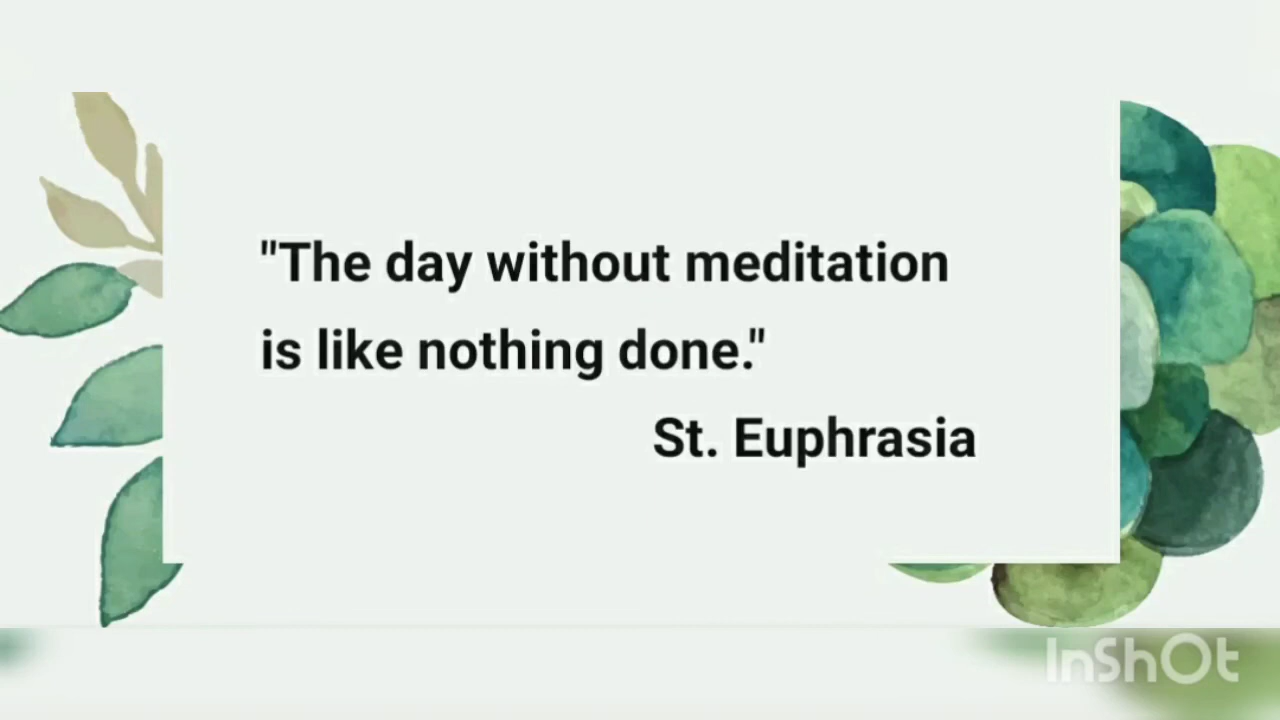 "The day without meditation
is like nothing done."
St. Euphrasia
InShOt